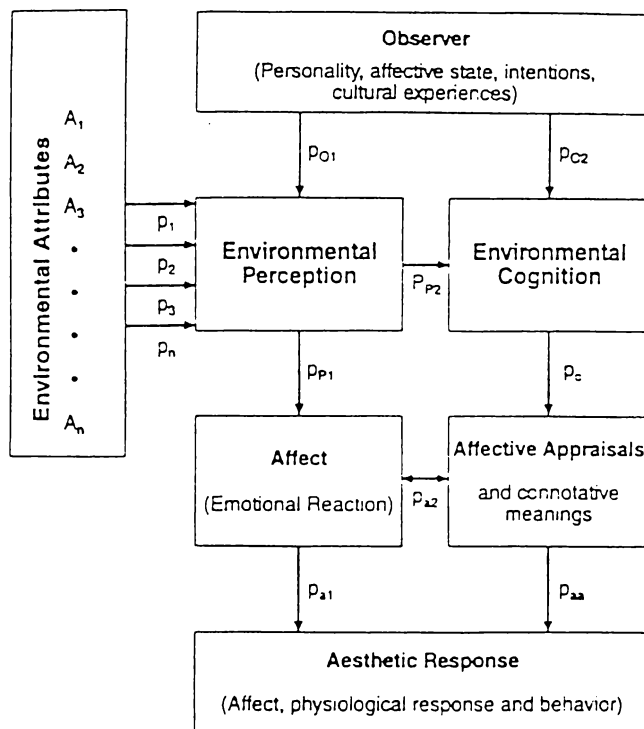 Observer
(Personality, affective state, intentions,
cultural experiences)
Environmental Attributes
A1
A2
A3
An
pO1
pC2
p1
p2
p3
pn
Environmental
Perception
PP2
Environmental
Cognition
pP1
pc
Affect
(Emotional Reaction)
pa2
Affective Appraisals
and connotative
meanings
pa1
paa
Aesthetic Response
(Affect, physiological response and behavior)